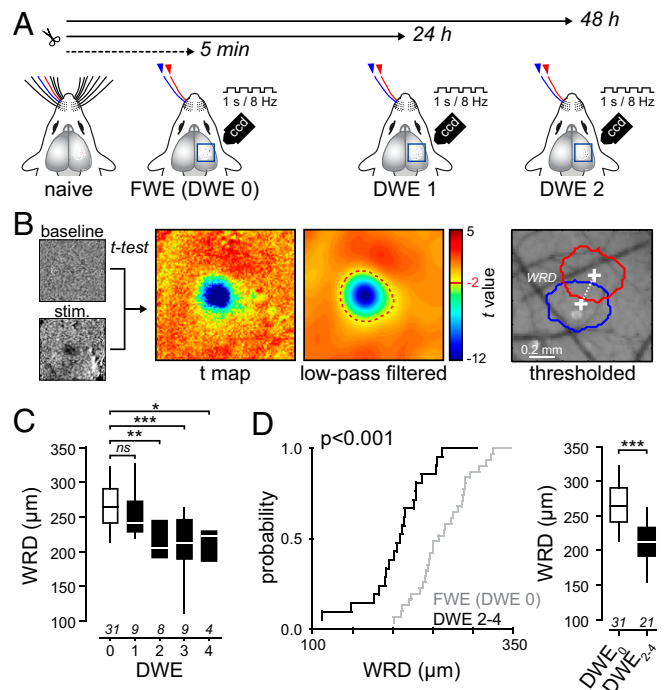 A
48 h
24 h
5 min
1 s / 8 Hz
1 s / 8 Hz
1 s / 8 Hz
ccd
ccd
ccd
naive
FWE (DWE 0)
DWE 1
DWE 2
B
baseline
t-test
stim.
t map
low-pass filtered
5
-2
-12
t value
WRD
0.2 mm
thresholded
C
*
***
**
ns
350
300
250
200
150
100
WRD (µm)
31 9 8 9 4
0 1 2 3 4
DWE
D
p<0.001
1.0
0.5
0.0
probability
FWE (DWE 0)
DWE 2-4
100
350
WRD (µm)
***
350
300
250
200
150
100
WRD (µm)
31 21
DWE0
DWE2-4